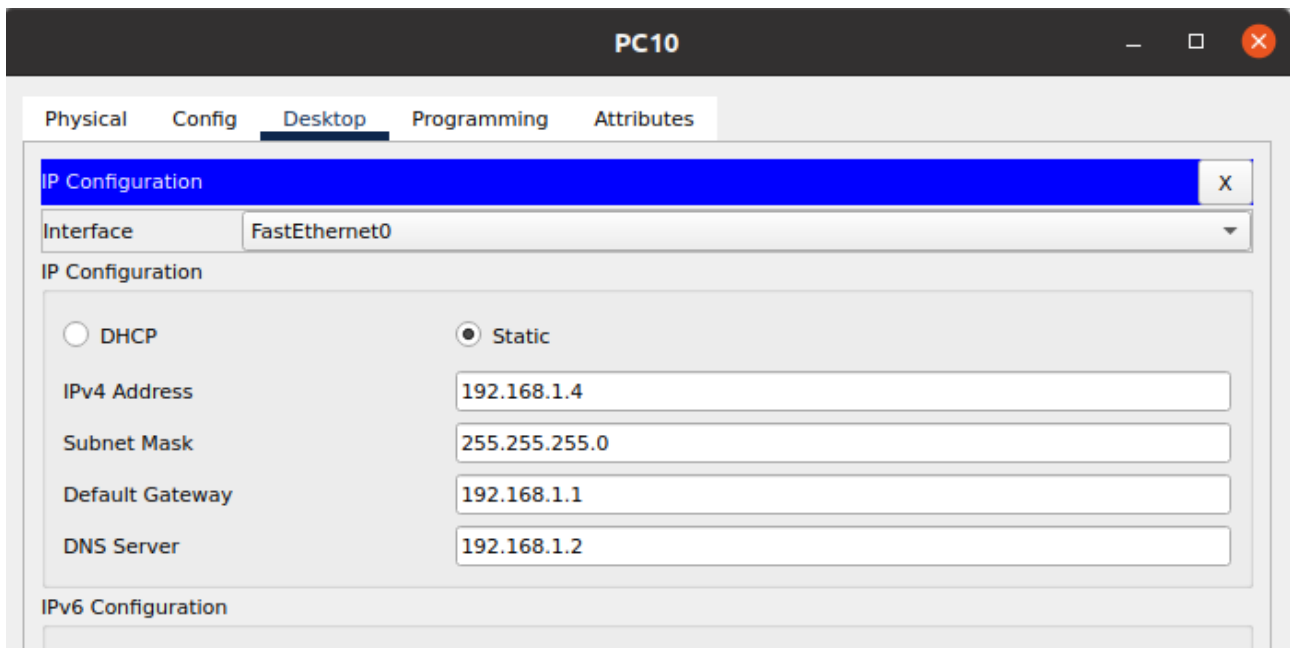 PC10
Physical Config Desktop Programming Attributes
IP Configuration X
Interface FastEthernet0
IP Configuration
DHCP Static
IPv4 Address 192.168.1.4
Subnet Mask 255.255.255.0
Default Gateway 192.168.1.1
DNS Server 192.168.1.2
IPv6 Configuration